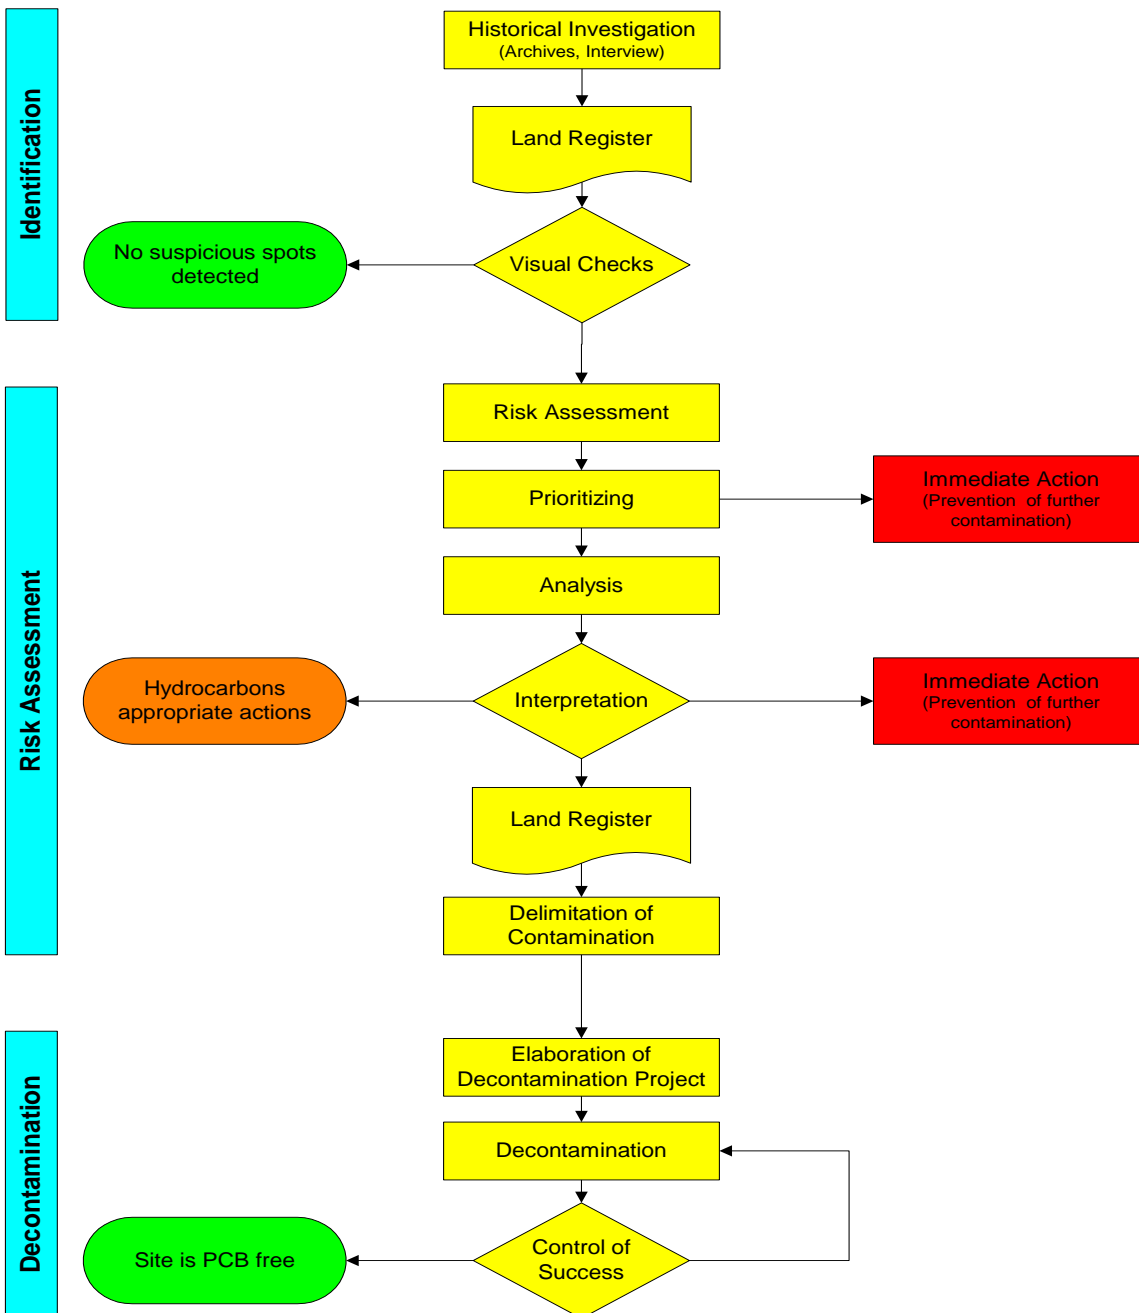 Identification
Historical Investigation
(Archives, Interview)
Land Register
No suspicious spots
detected
Visual Checks
Risk Assessment
Risk Assessment
Prioritizing
Immediate Action
(Prevention of further
contamination)
Analysis
Hydrocarbons
appropriate actions
Interpretation
Immediate Action
(Prevention of further
contamination)
Land Register
Delimitation of
Contamination
Decontamination
Elaboration of
Decontamination Project
Decontamination
Site is PCB free
Control of
Success